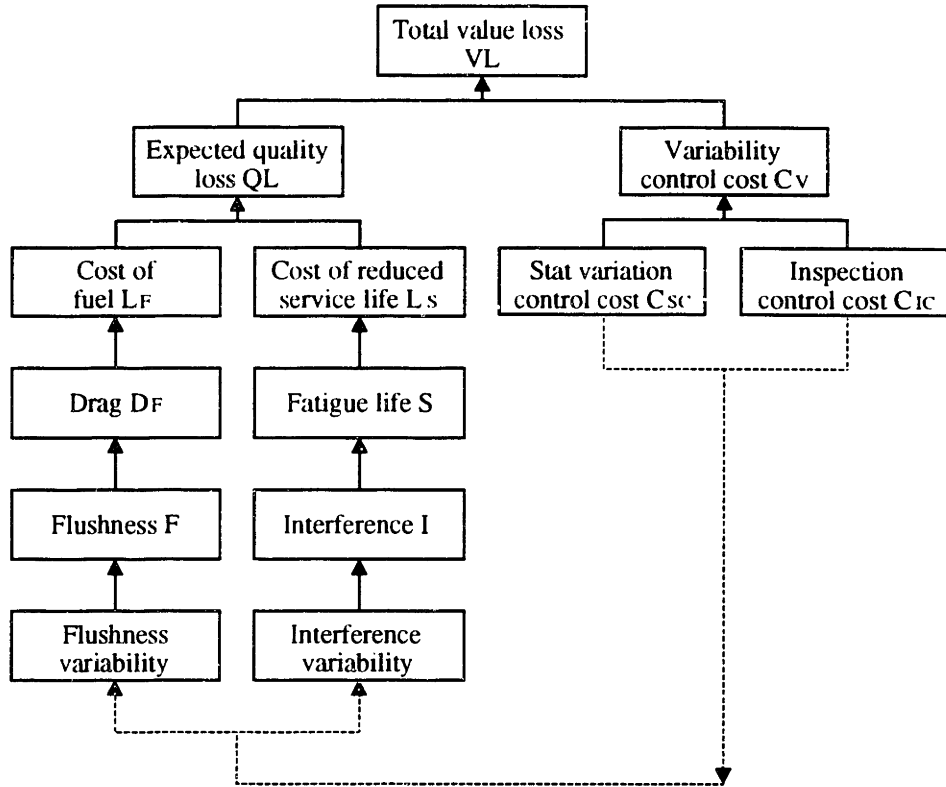 Total value loss
VL
Expected quality
loss QL
Variability
control cost Cv
Cost of
fuel LF
Cost of reduced
service life Ls
Stat variation
control cost Csc
Inspection
control cost CIC
Drag DF
Fatigue life S
Flushness F
Interference I
Flushness
variability
Interference
variability